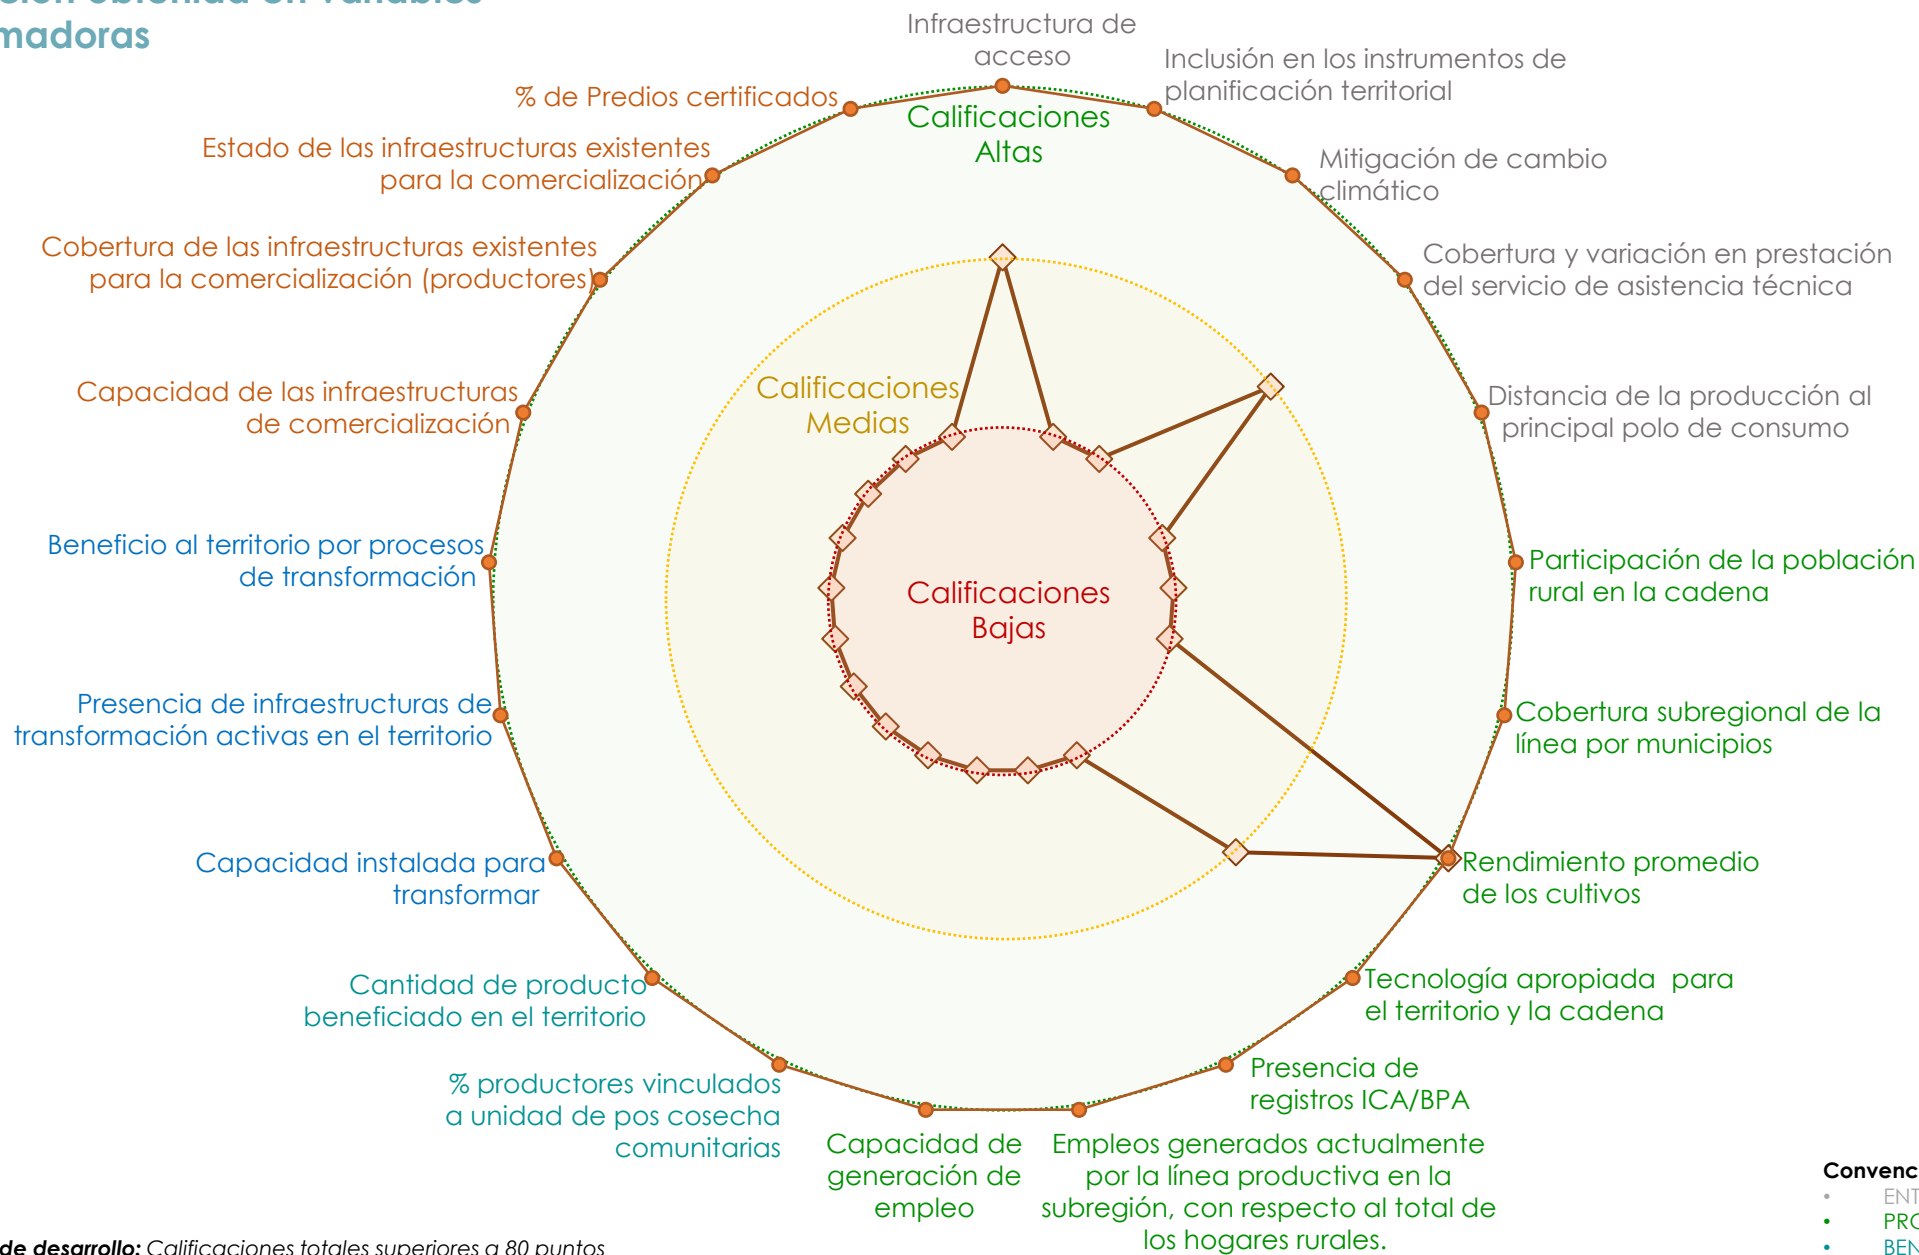 madoras
Infraestructura de
acceso
Inclusión en los instrumentos de
planificación territorial
Mitigación de cambio
climático
Cobertura y variación en prestación
del servicio de asistencia técnica
Distancia de la producción al
principal polo de consumo
Participación de la población
rural en la cadena
Cobertura subregional de la
línea por municipios
Rendimiento promedio
de los cultivos
Tecnología apropiada para
el territorio y la cadena
Presencia de
registros ICA/BPA
Empleos generados actualmente
por la línea productiva en la
subregión, con respecto al total de
los hogares rurales.
Capacidad de
generación de
empleo
% productores vinculados
a unidad de pos cosecha
comunitarias
Cantidad de producto
beneficiado en el territorio
Capacidad instalada para
transformar
Presencia de infraestructuras de
transformación activas en el territorio
Beneficio al territorio por procesos
de transformación
Capacidad de las infraestructuras
de comercialización
Cobertura de las infraestructuras existentes
para la comercialización (productores)
Estado de las infraestructuras existentes
para la comercialización
% de Predios certificados
Calificaciones
Altas
Calificaciones
Medias
Calificaciones
Bajas
de desarrollo: Calificaciones totales superiores a 80 puntos
Convenc
• ENT
• PRO
• BEN